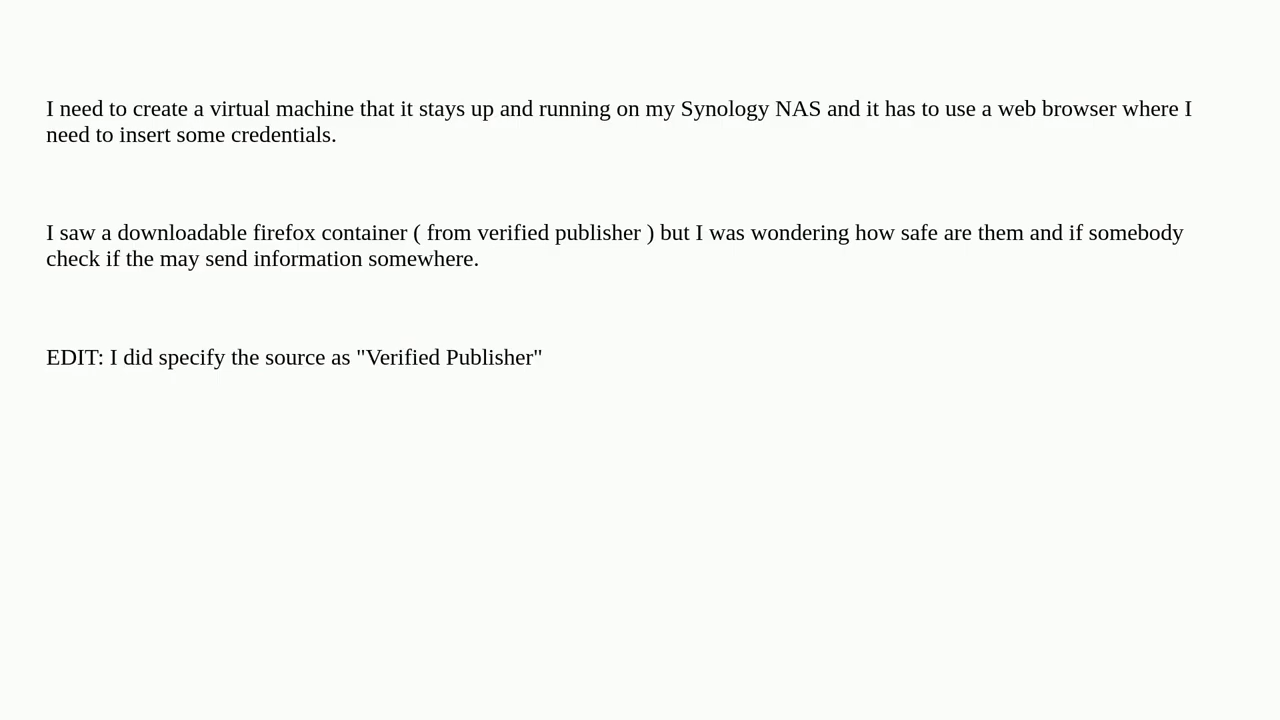 I need to create a virtual machine that it stays up and running on my Synology NAS and it has to use a web browser where I
need to insert some credentials.
I saw a downloadable firefox container ( from verified publisher ) but I was wondering how safe are them and if somebody
check if the may send information somewhere.
EDIT: I did specify the source as "Verified Publisher"